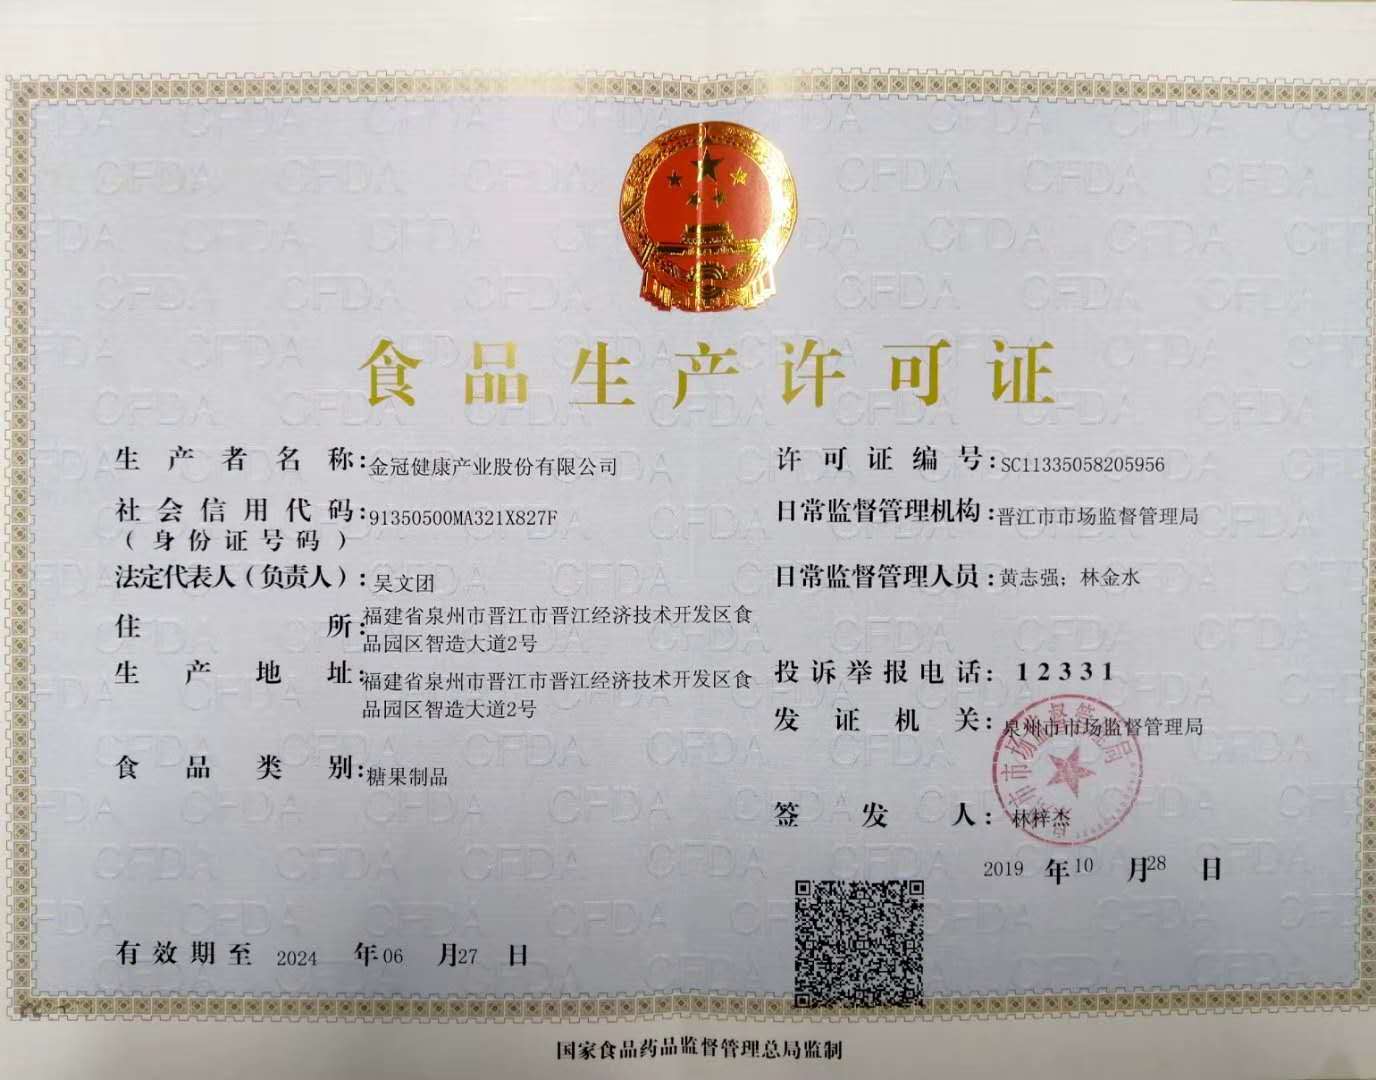 食品生产许可证
生产者名称:金冠健康产业股份有限公司
社会信用代码:91350500MA321X827F
(身份证号码)
法定代表人(负责人):吴文团
住所:福建省泉州市晋江市晋江经济技术开发区食
品园区智造大道2号
生产地址:福建省泉州市晋江市晋江经济技术开发区食
品园区智造大道2号
食品类别:糖果制品
有效期至 2024 年06 月27 日
许可证编号:SC11335058205956
日常监督管理机构:晋江市市场监督管理局
日常监督管理人员:黄志强;林金水
投诉举报电话:12331
发证机关:泉州市市场监督管理局
签发人:林梓杰
2019 年10 月28 日
国家食品药品监督管理总局监制